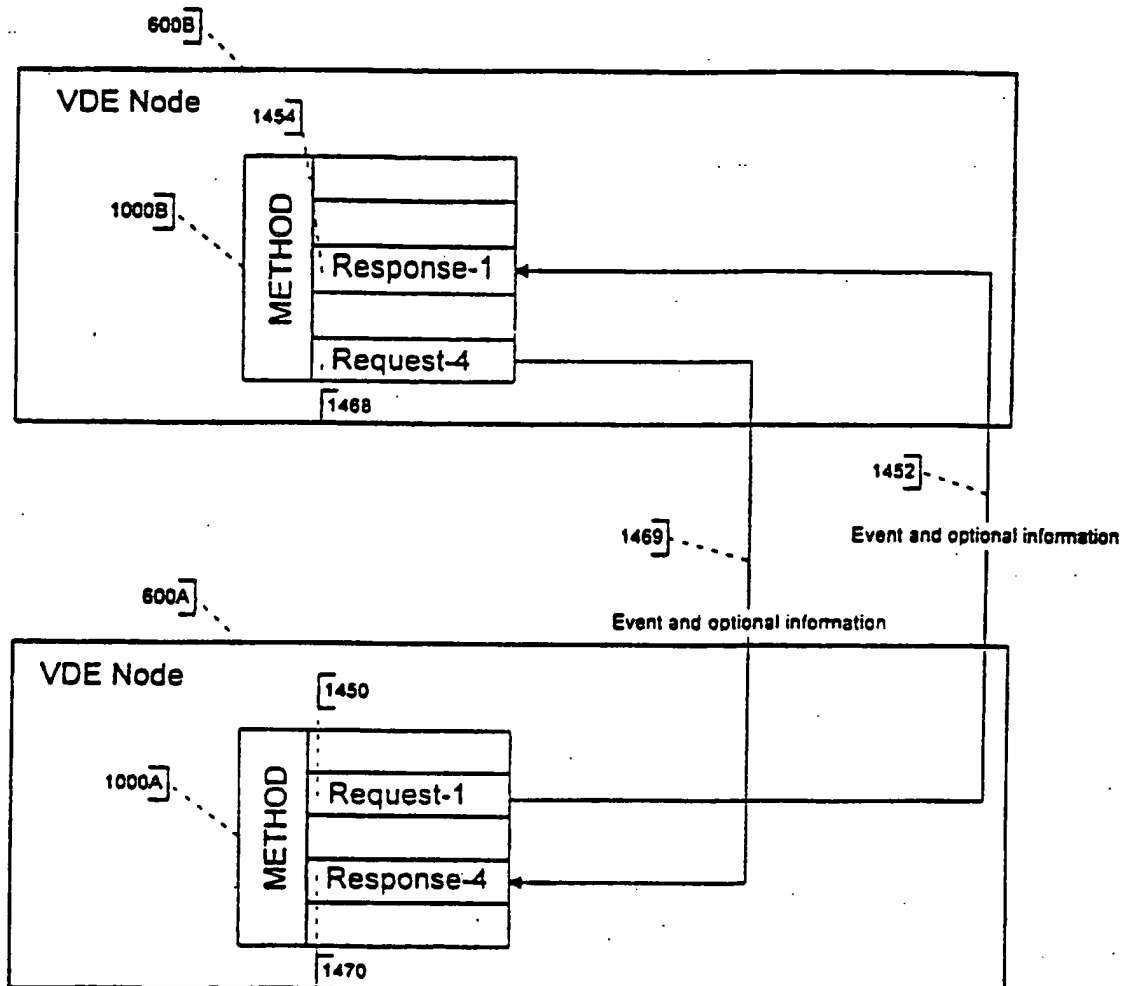 600B
VDE Node
1454
1000B
METHOD
Response-1
Request-4
1468
1452
Event and optional information
1469
600A
Event and optional information
VDE Node
1450
1000A
METHOD
Request-1
Response-4
1470